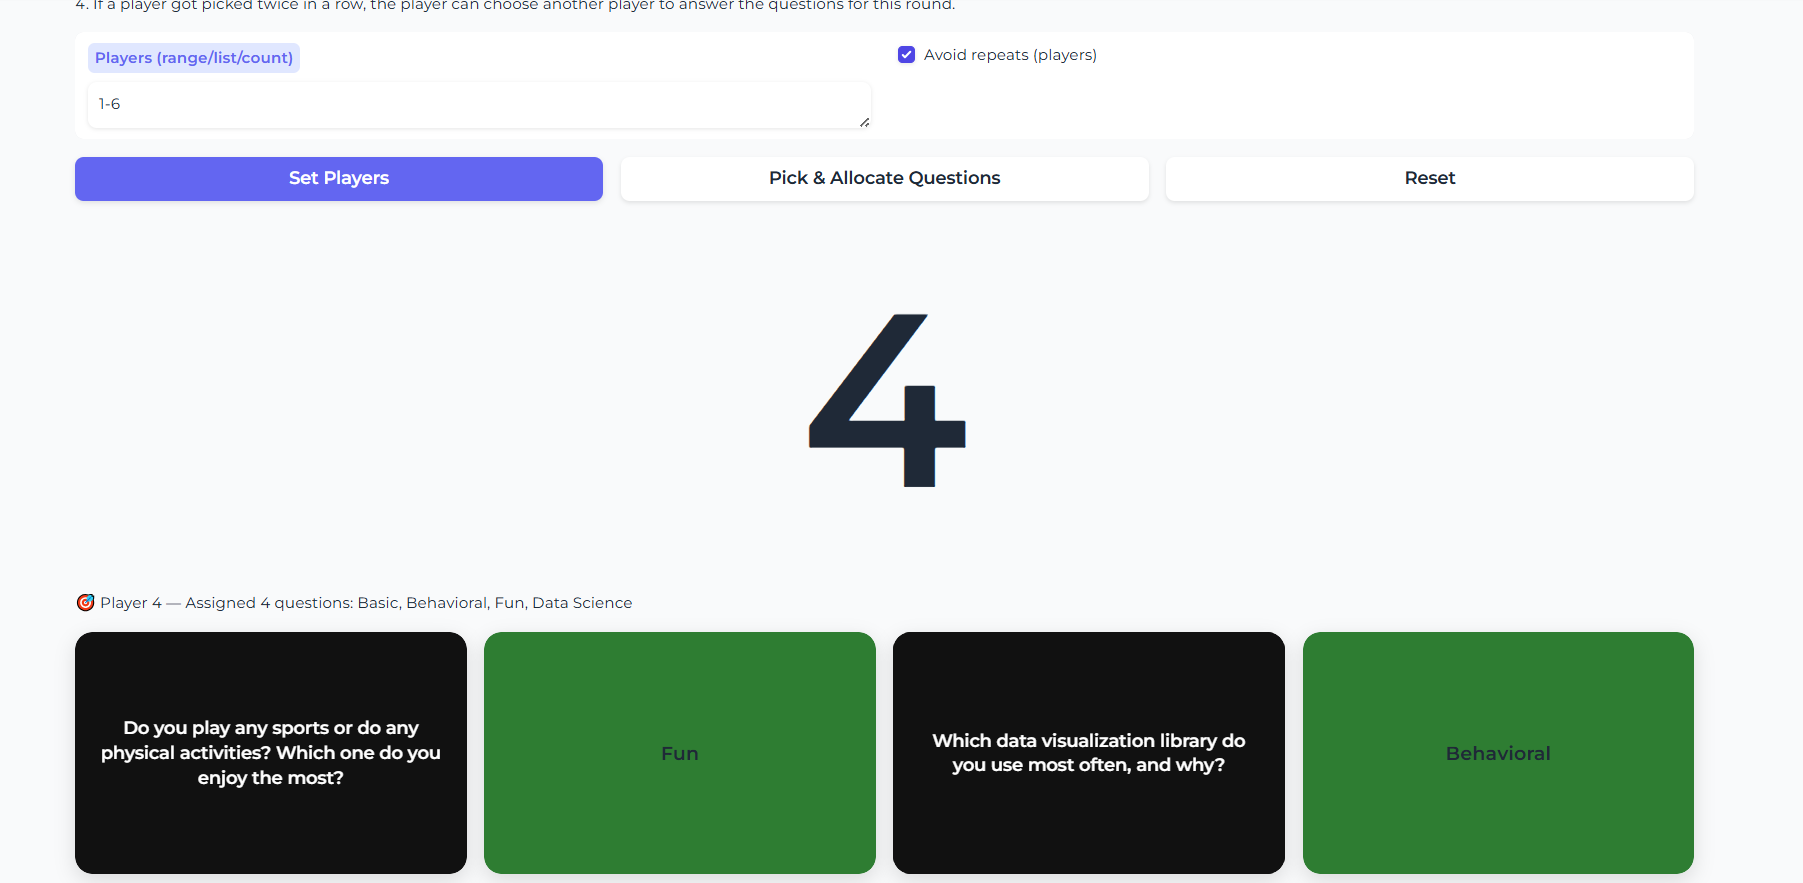 4. If a player got picked twice in a row, the player can choose another player to answer the questions for this round.
Players (range/list/count)
Avoid repeats (players)
1-6
Set Players
Pick & Allocate Questions
Reset
4
🎯 Player 4 — Assigned 4 questions: Basic, Behavioral, Fun, Data Science
Do you play any sports or do any
physical activities? Which one do you
enjoy the most?
Fun
Which data visualization library do
you use most often, and why?
Behavioral